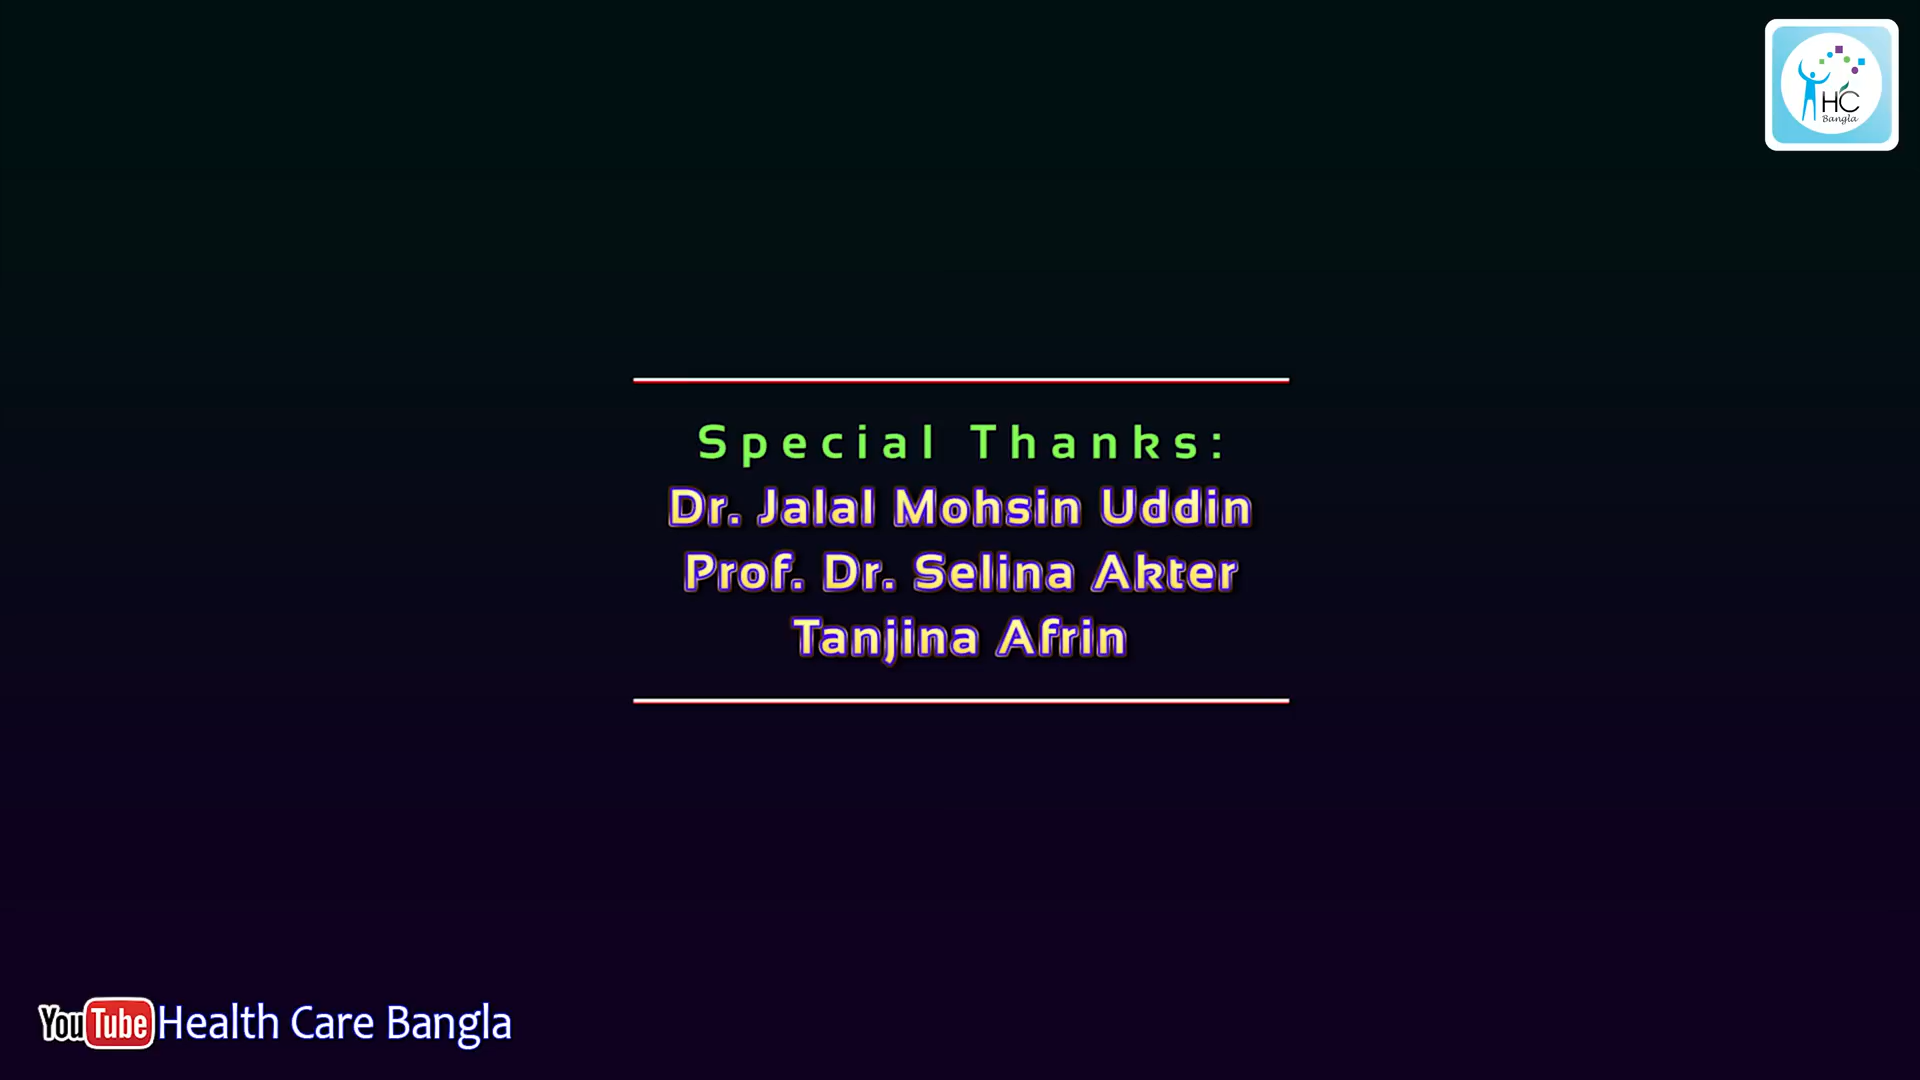 HC
Bangla
Special Thanks:
Dr. Jalal Mohsin Uddin
Prof. Dr. Selina Akter
Tanjina Afrin
YouTube Health Care Bangla